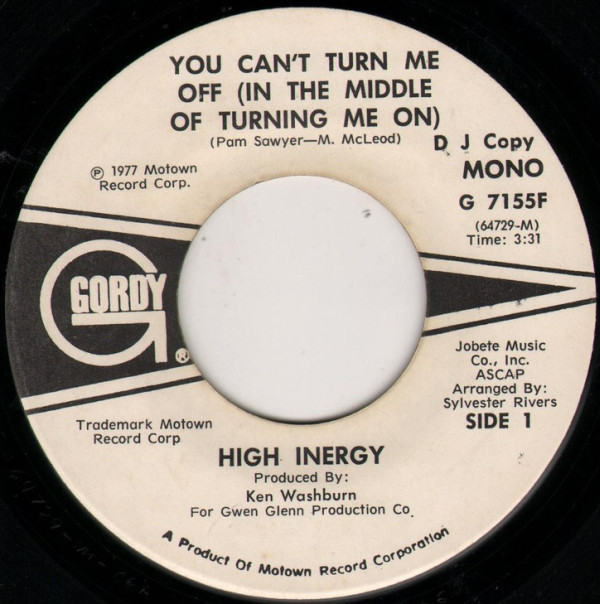 YOU CAN'T TURN ME
OFF (IN THE MIDDLE
OF TURNING ME ON)
(Pam Sawyer—M. McLeod)
℗ 1977 Motown
Record Corp.
D J Copy
MONO
G 7155F
(64729-M)
Time: 3:31
GORDY
G
®
Jobete Music
Co., Inc.
ASCAP
Arranged By:
Sylvester Rivers
SIDE 1
Trademark Motown
Record Corp
HIGH INERGY
Produced By:
Ken Washburn
For Gwen Glenn Production Co.
A Product Of Motown Record Corporation